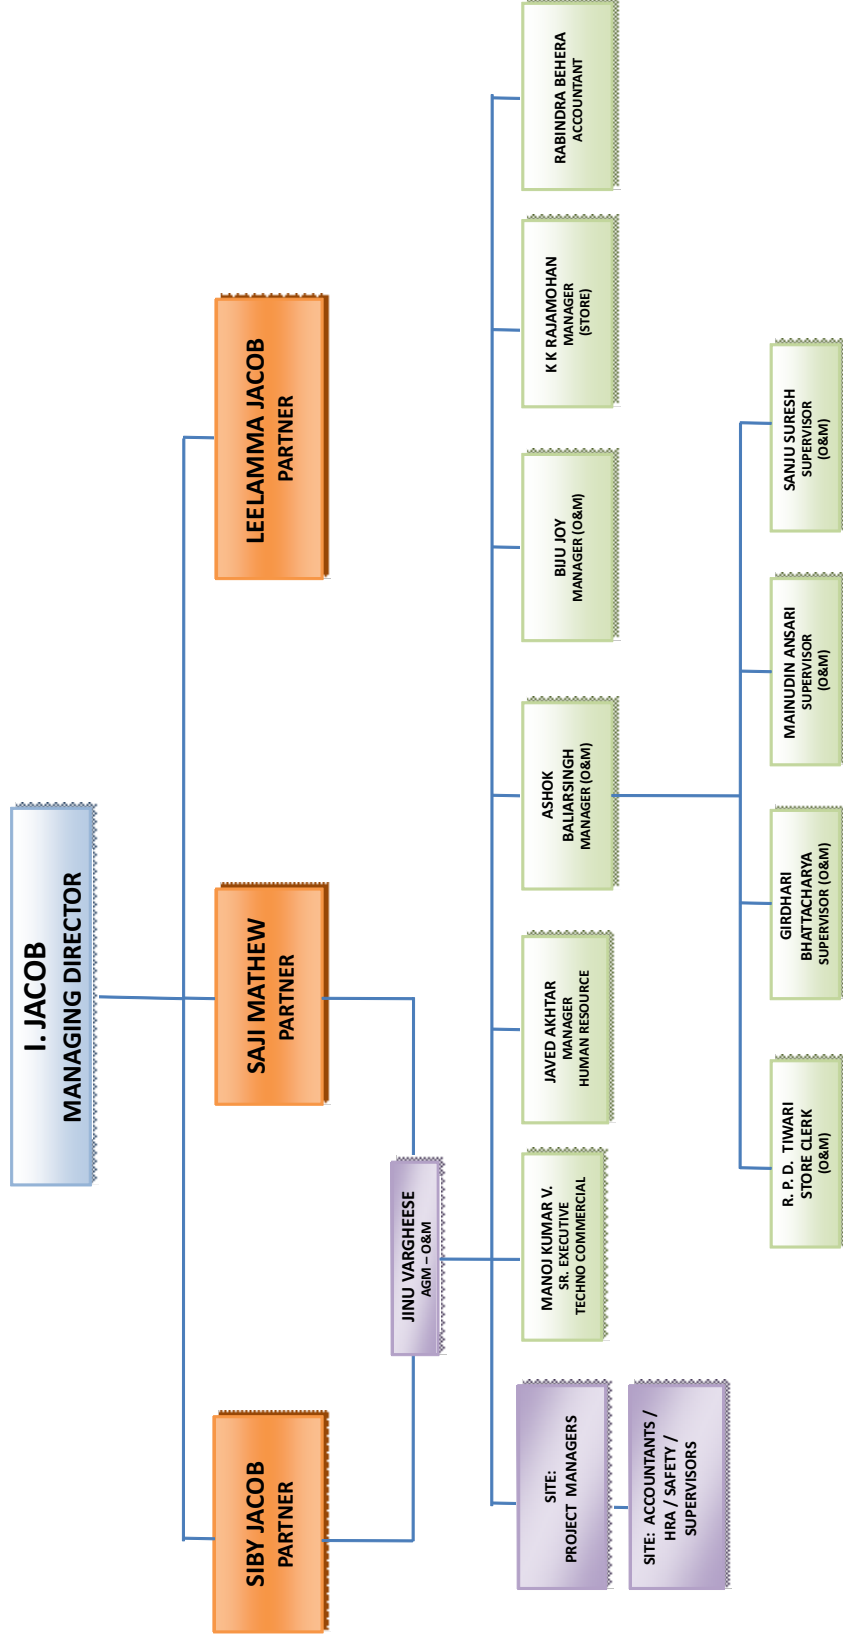 I. JACOB
MANAGING DIRECTOR
SIBY JACOB
PARTNER
SAJI MATHEW
PARTNER
LEELAMMA JACOB
PARTNER
JINU VARGHEESE
AGM – O&M
SITE:
PROJECT MANAGERS
MANOJ KUMAR V.
SR. EXECUTIVE
TECHNO COMMERCIAL
JAVED AKHTAR
MANAGER
HUMAN RESOURCE
ASHOK
BALIARSINGH
MANAGER (O&M)
BIJU JOY
MANAGER (O&M)
K K RAJAMOHAN
MANAGER
(STORE)
RABINDRA BEHERA
ACCOUNTANT
SITE: ACCOUNTANTS /
HRA / SAFETY /
SUPERVISORS
R. P. D. TIWARI
STORE CLERK
(O&M)
GIRDHARI
BHATTACHARYA
SUPERVISOR (O&M)
MAINUDIN ANSARI
SUPERVISOR
(O&M)
SANJU SURESH
SUPERVISOR
(O&M)